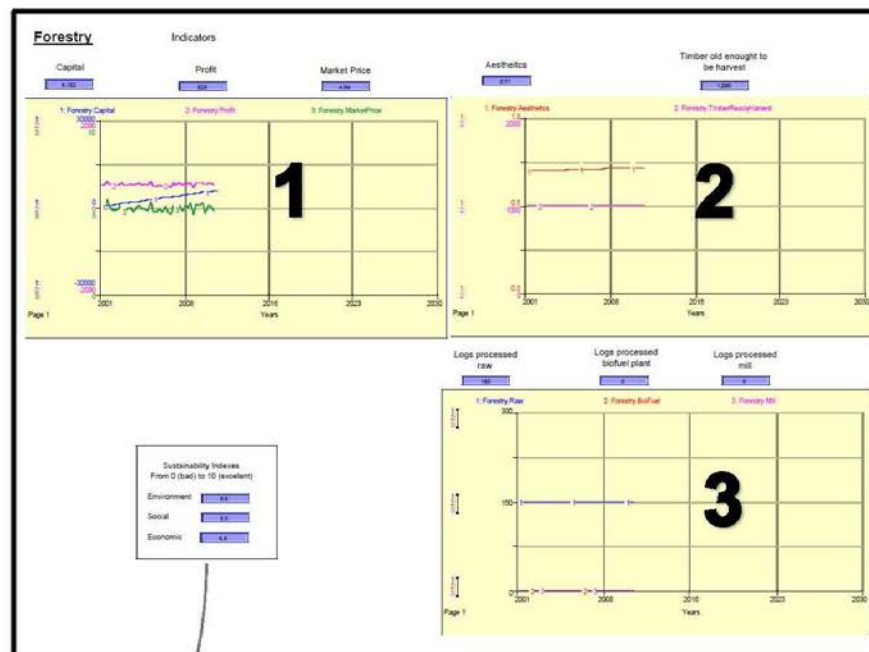 Forestry Indicators
Capital Profit Market Price
Aesthetics
Timber old enought to
be harvest
1: Forestry.Capital 2: Forestry.Profit 3: Forestry.MarketPrice
30000
2000
1
0
-30000
-2000
2001 2008 2016 2023 2030
Page 1 Years
1: Forestry.Aesthetics 2: Forestry.TimberReadyHarvest
2000
2
1000
2001 2008 2016 2023 2030
Page 1 Years
Logs processed
raw
Logs processed
biofuel plant
Logs processed
mill
1: Forestry.Raw 2: Forestry.BioFuel 3: Forestry.Mill
300
150
3
0
2001 2008 2016 2023 2030
Page 1 Years
Sustainability Indexes
From 0 (bad) to 10 (excellent)
Environment
Social
Economic